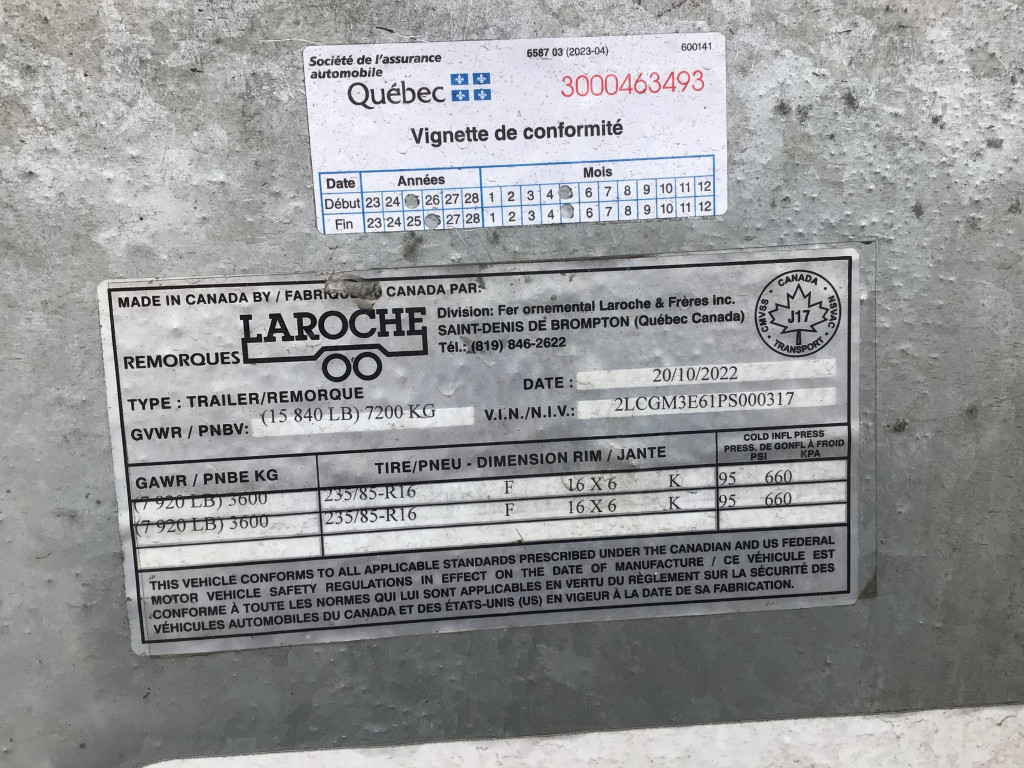 Société de l'assurance
automobile
Québec
6587 03 (2023-04)
600141
3000463493
Vignette de conformité
Date Années Mois
Début 23 24 26 27 28 1 2 3 4 6 7 8 9 10 11 12
Fin 23 24 25 27 28 1 2 3 4 6 7 8 9 10 11 12
MADE IN CANADA BY / FABRIQUÉ CANADA PAR:
REMORQUES LAROCHE
Division: Fer ornemental Laroche & Frères inc.
SAINT-DENIS DE BROMPTON (Québec Canada)
Tél.: (819) 846-2622
CANADA
CMVSS · NSVAC
J17
TRANSPORT
TYPE : TRAILER/REMORQUE
DATE : 20/10/2022
GVWR / PNBV: (15 840 LB) 7200 KG
V.I.N./N.I.V.: 2LCGM3E61PS000317
GAWR / PNBE KG
TIRE/PNEU - DIMENSION RIM / JANTE
COLD INFL PRESS
PRESS. DE GONFL À FROID
PSI KPA
(7 920 LB) 3600 235/85-R16 F 16 X 6 K 95 660
(7 920 LB) 3600 235/85-R16 F 16 X 6 K 95 660
THIS VEHICLE CONFORMS TO ALL APPLICABLE STANDARDS PRESCRIBED UNDER THE CANADIAN AND US FEDERAL
MOTOR VEHICLE SAFETY REGULATIONS IN EFFECT ON THE DATE OF MANUFACTURE / CE VÉHICULE EST
CONFORME À TOUTE LES NORMES QUI LUI SONT APPLICABLES EN VERTU DU RÈGLEMENT SUR LA SÉCURITÉ DES
VÉHICULES AUTOMOBILES DU CANADA ET DES ÉTATS-UNIS (US) EN VIGEUR À LA DATE DE SA FABRICATION.